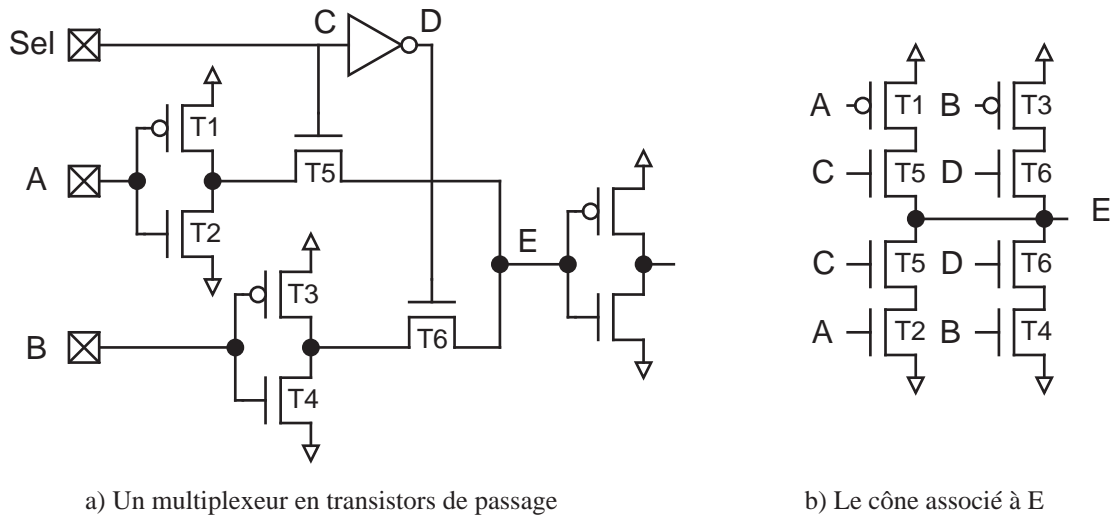 C D
Sel
T1
A
T5
T2
E
T3
B
T6
T4
A T1 B T3
C T5 D T6
E
C T5 D T6
A T2 B T4
a) Un multiplexeur en transistors de passage
b) Le cône associé à E